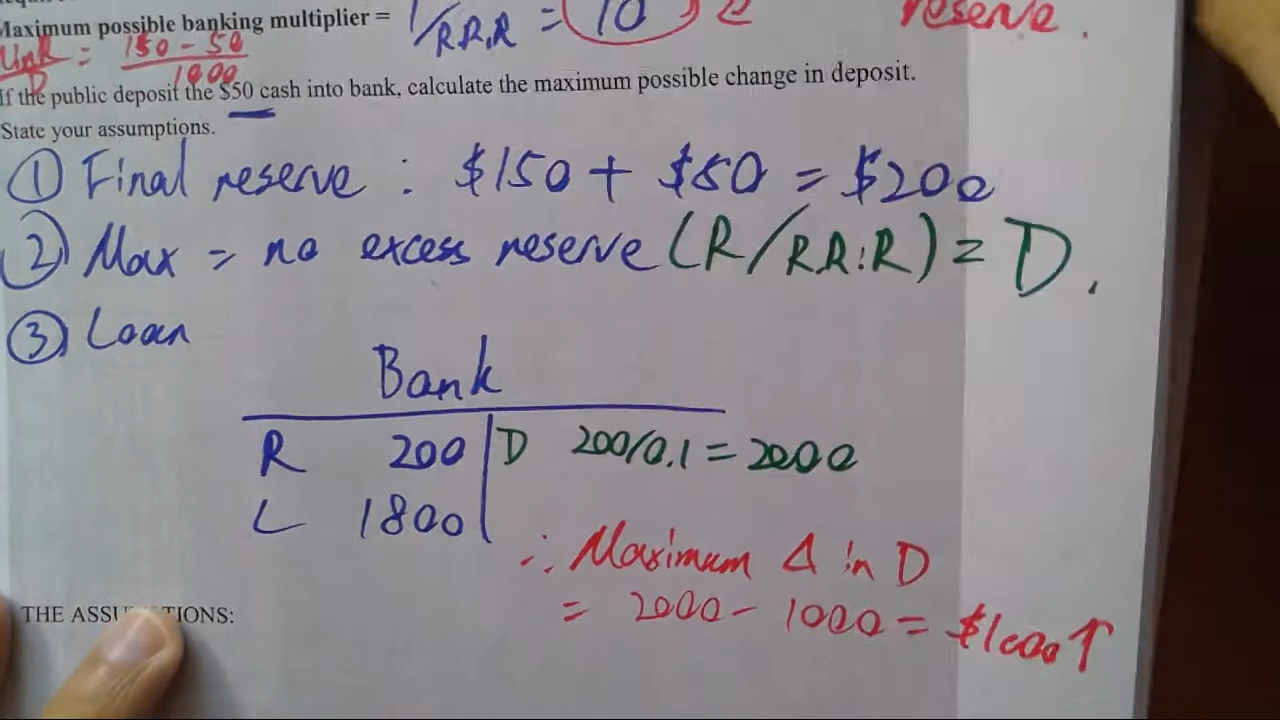 Maximum possible banking multiplier = 1/RR.R = 10
reserve.
= 150 - 50 / 1000
D
If the public deposit the $50 cash into bank, calculate the maximum possible change in deposit.
State your assumptions.
① Final reserve : $150 + $50 = $200
② Max = no excess reserve (R/RR.R) = D.
③ Loan
Bank
R 200 D 200/0.1 = 2000
L 1800
∴ Maximum Δ in D
= 2000 - 1000 = $1000↑
THE ASSU TIONS: